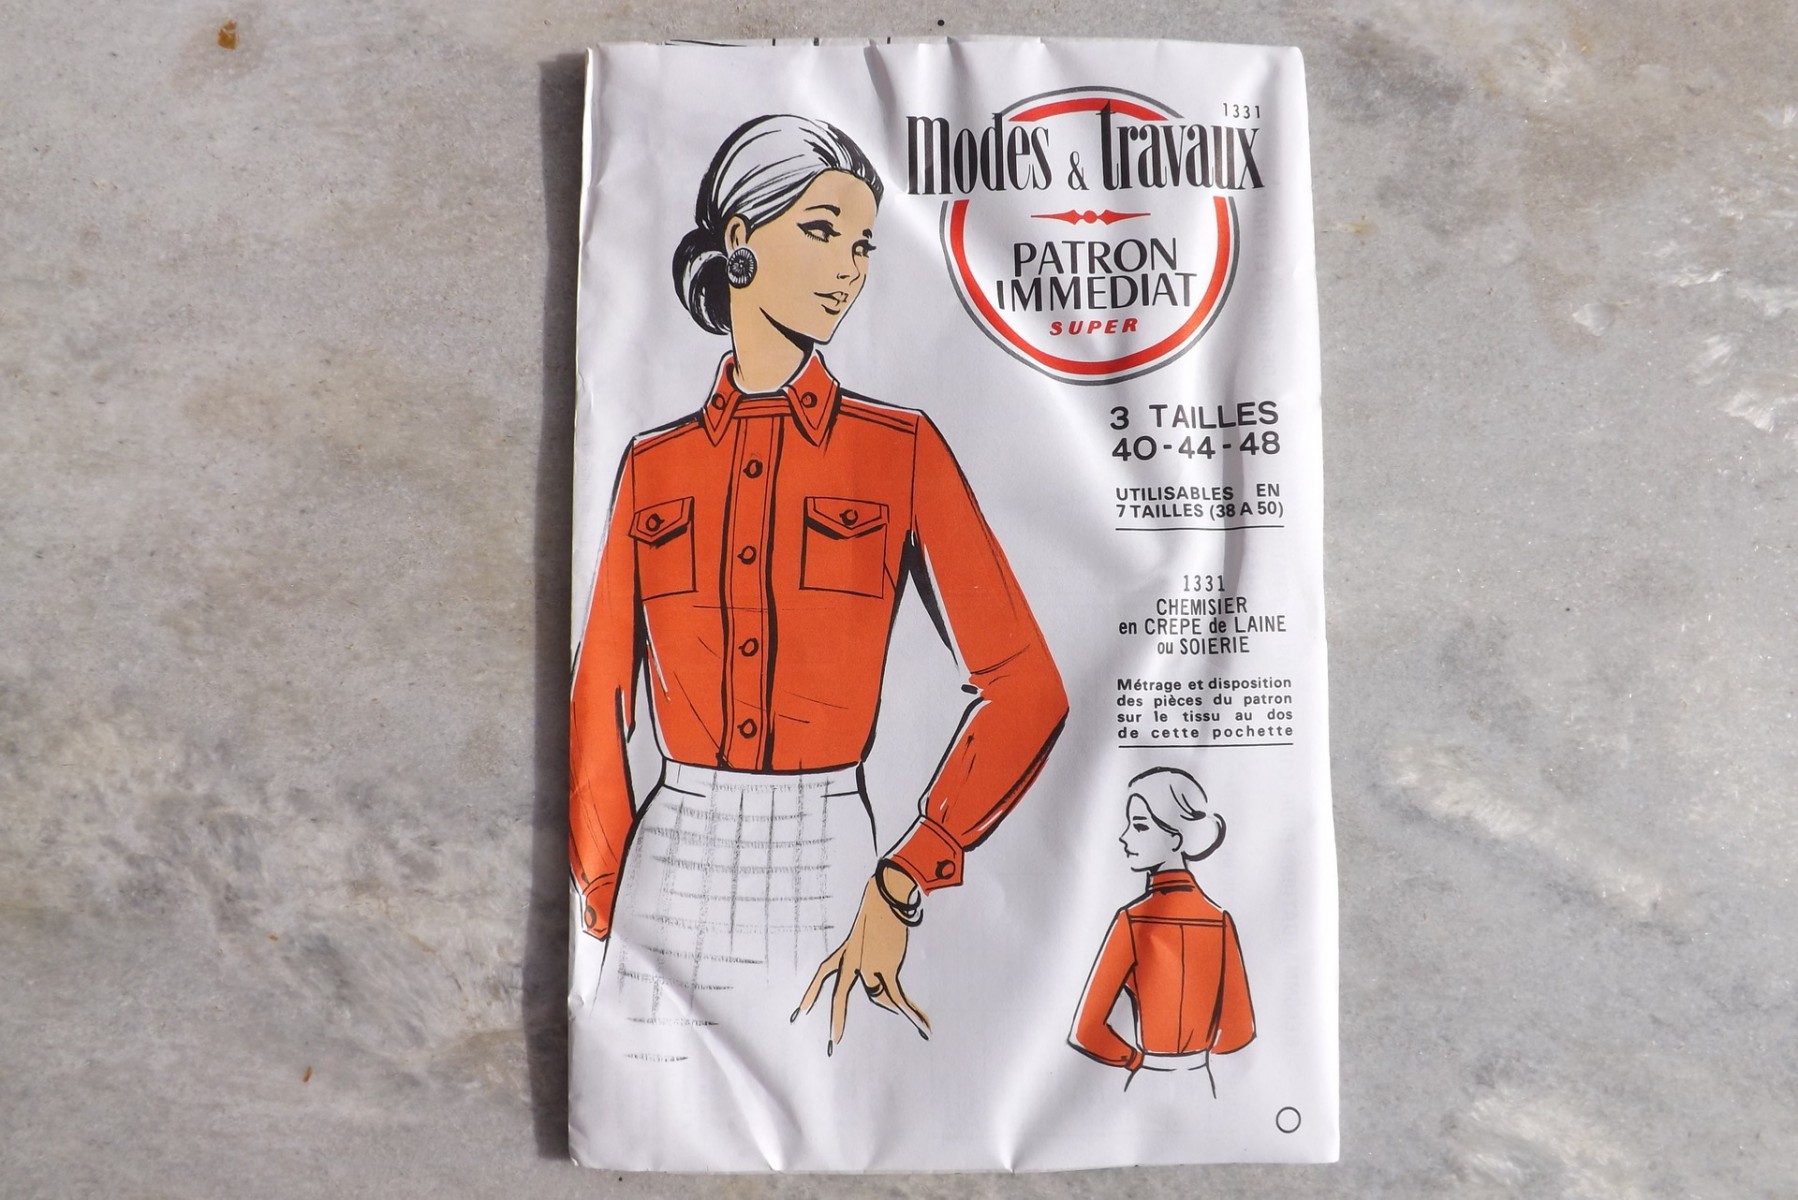 1331
modes & travaux
PATRON
IMMEDIAT
SUPER
3 TAILLES
40-44-48
UTILISABLES EN
7 TAILLES (38 A 50)
1331
CHEMISIER
en CREPE de LAINE
ou SOIERIE
Métrage et disposition
des pièces du patron
sur le tissu au dos
de cette pochette